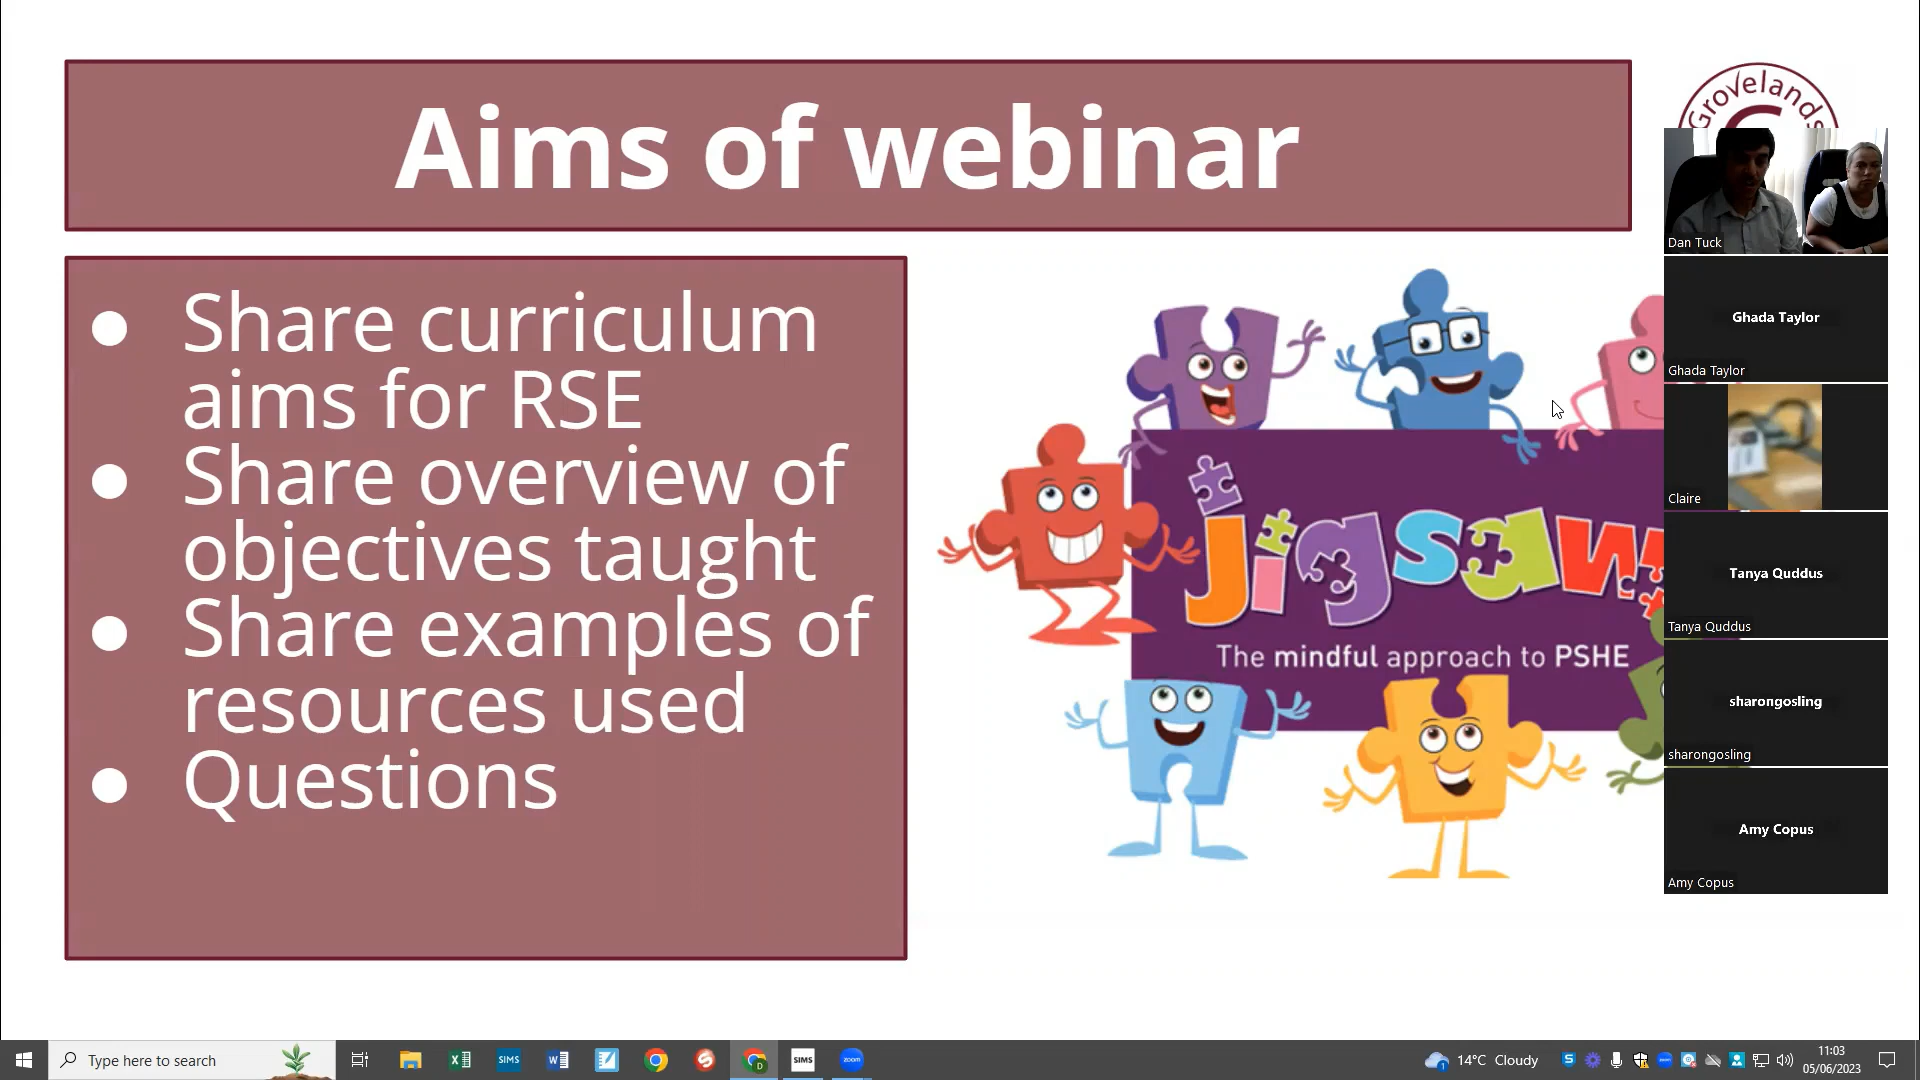 Aims of webinar
Grovelands
Share curriculum
aims for RSE
Share overview of
objectives taught
Share examples of
resources used
Questions
jigsaw
The mindful approach to PSHE
Dan Tuck
Ghada Taylor
Ghada Taylor
Claire
Tanya Quddus
Tanya Quddus
sharongosling
sharongosling
Amy Copus
Amy Copus
Type here to search
SIMS
SIMS
zoom
14°C Cloudy
11:03
05/06/2023